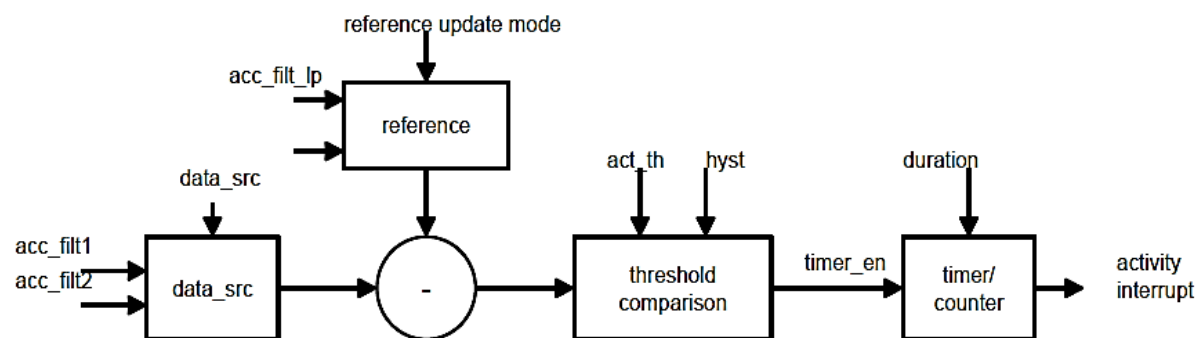 reference update mode
acc_filt_lp
reference
act_th
hyst
duration
data_src
acc_filt1
acc_filt2
data_src
-
threshold
comparison
timer_en
timer/
counter
activity
interrupt